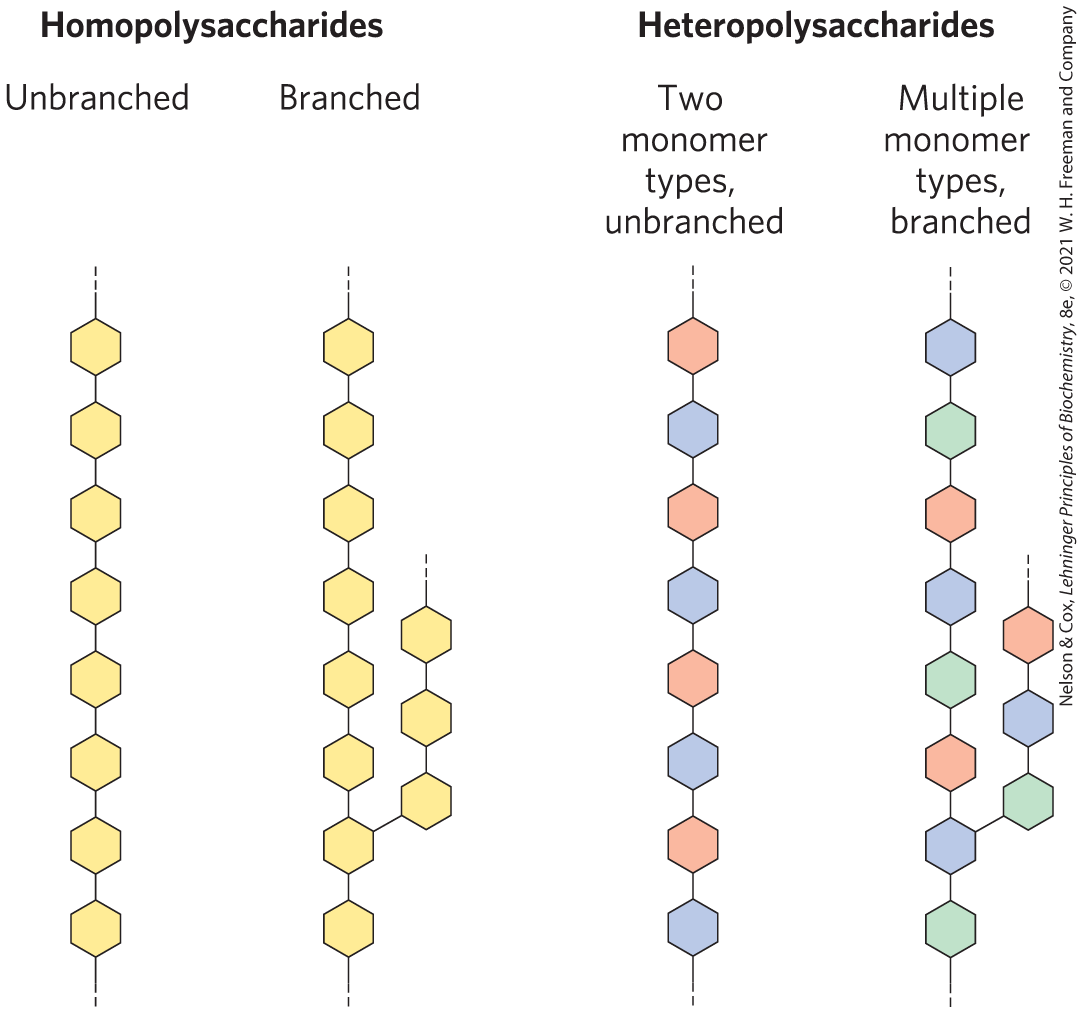 Homopolysaccharides
Heteropolysaccharides
Unbranched
Branched
Two
monomer
types,
unbranched
Multiple
monomer
types,
branched
Nelson & Cox, Lehninger Principles of Biochemistry, 8e, © 2021 W. H. Freeman and Company